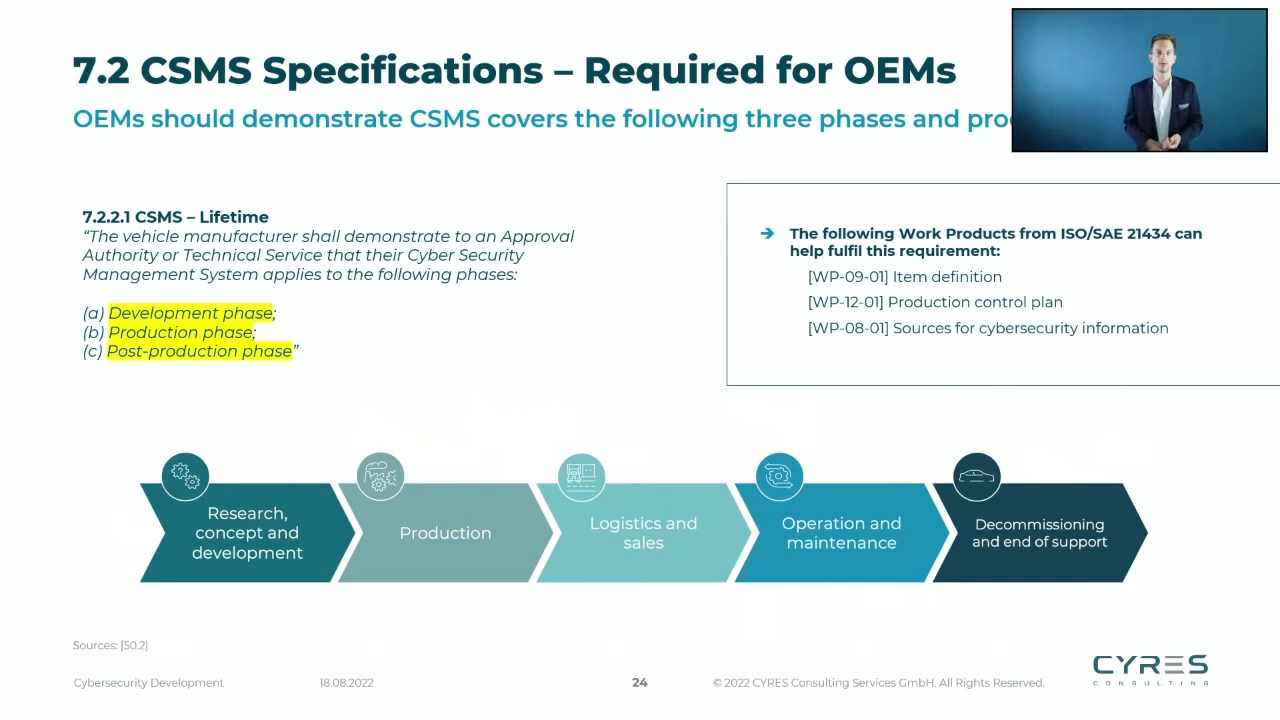 7.2 CSMS Specifications – Required for OEMs
OEMs should demonstrate CSMS covers the following three phases and
7.2.2.1 CSMS – Lifetime
“The vehicle manufacturer shall demonstrate to an Approval
Authority or Technical Service that their Cyber Security
Management System applies to the following phases:
(a) Development phase;
(b) Production phase;
(c) Post-production phase”
➔ The following Work Products from ISO/SAE 21434 can
help fulfil this requirement:
[WP-09-01] Item definition
[WP-12-01] Production control plan
[WP-08-01] Sources for cybersecurity information
Research,
concept and
development
Production
Logistics and
sales
Operation and
maintenance
Decommissioning
and end of support
Sources: [50.2]
Cybersecurity Development
18.08.2022
24
© 2022 CYRES Consulting Services GmbH. All Rights Reserved.
CYRES
CONSULTING